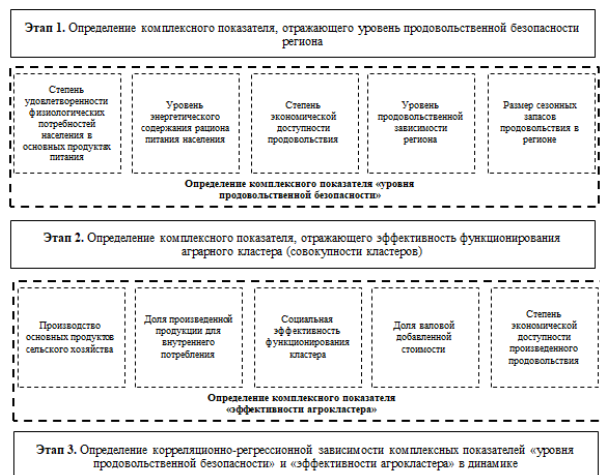 Этап 1. Определение комплексного показателя, отражающего уровень продовольственной безопасности
региона
Степень
удовлетворенности
физиологических
потребностей
населения в
основных продуктах
питания
Уровень
энергетического
содержания рациона
питания населения
Степень
экономической
доступности
продовольствия
Уровень
продовольственной
зависимости
региона
Размер сезонных
запасов
продовольствия в
регионе
Определение комплексного показателя «уровня
продовольственной безопасности»
Этап 2. Определение комплексного показателя, отражающего эффективность функционирования
аграрного кластера (совокупности кластеров)
Производство
основных продуктов
сельского хозяйства
Доля произведенной
продукции для
внутреннего
потребления
Социальная
эффективность
функционирования
кластера
Доля валовой
добавленной
стоимости
Степень
экономической
доступности
произведенного
продовольствия
Определение комплексного показателя
«эффективности агрокластера»
Этап 3. Определение корреляционно-регрессионной зависимости комплексных показателей «уровня
продовольственной безопасности» и «эффективности агрокластера» в динамике